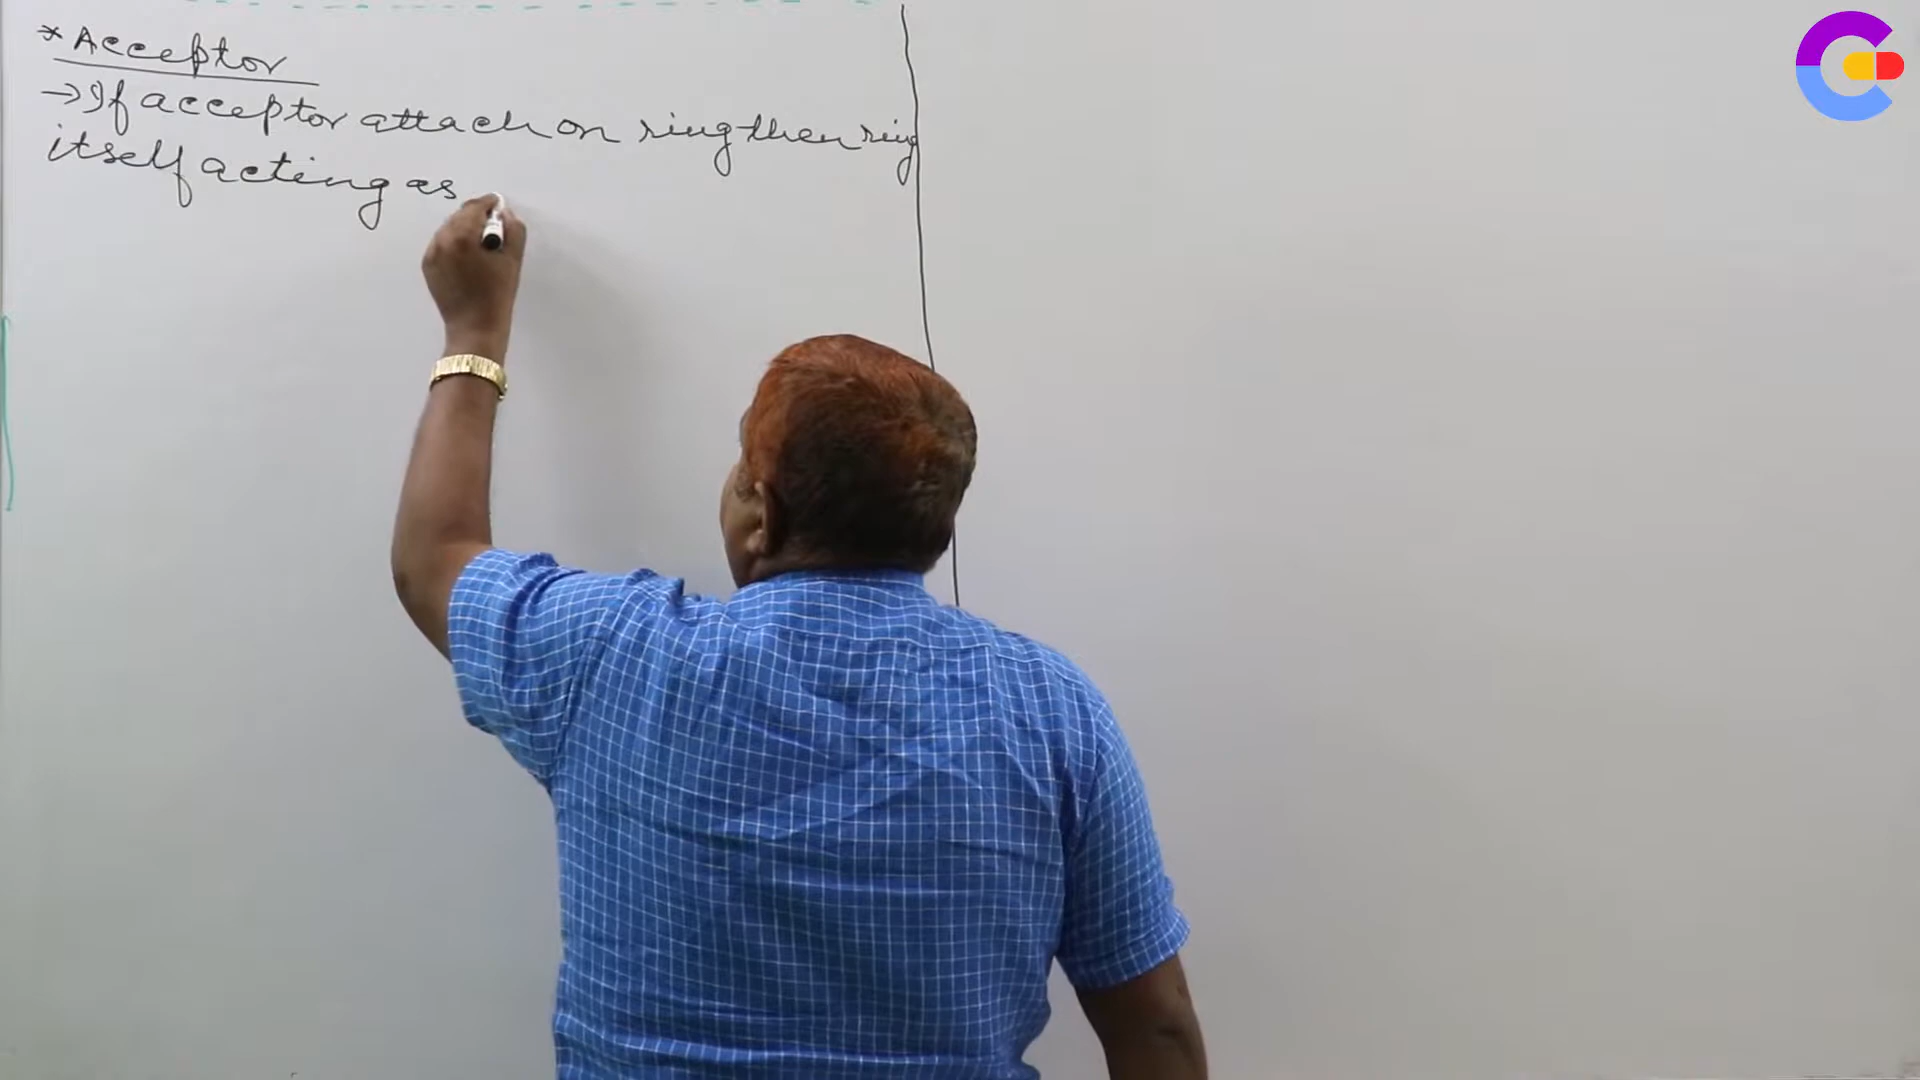 * Acceptor
→ If acceptor attach on ring then ring
itself acting as